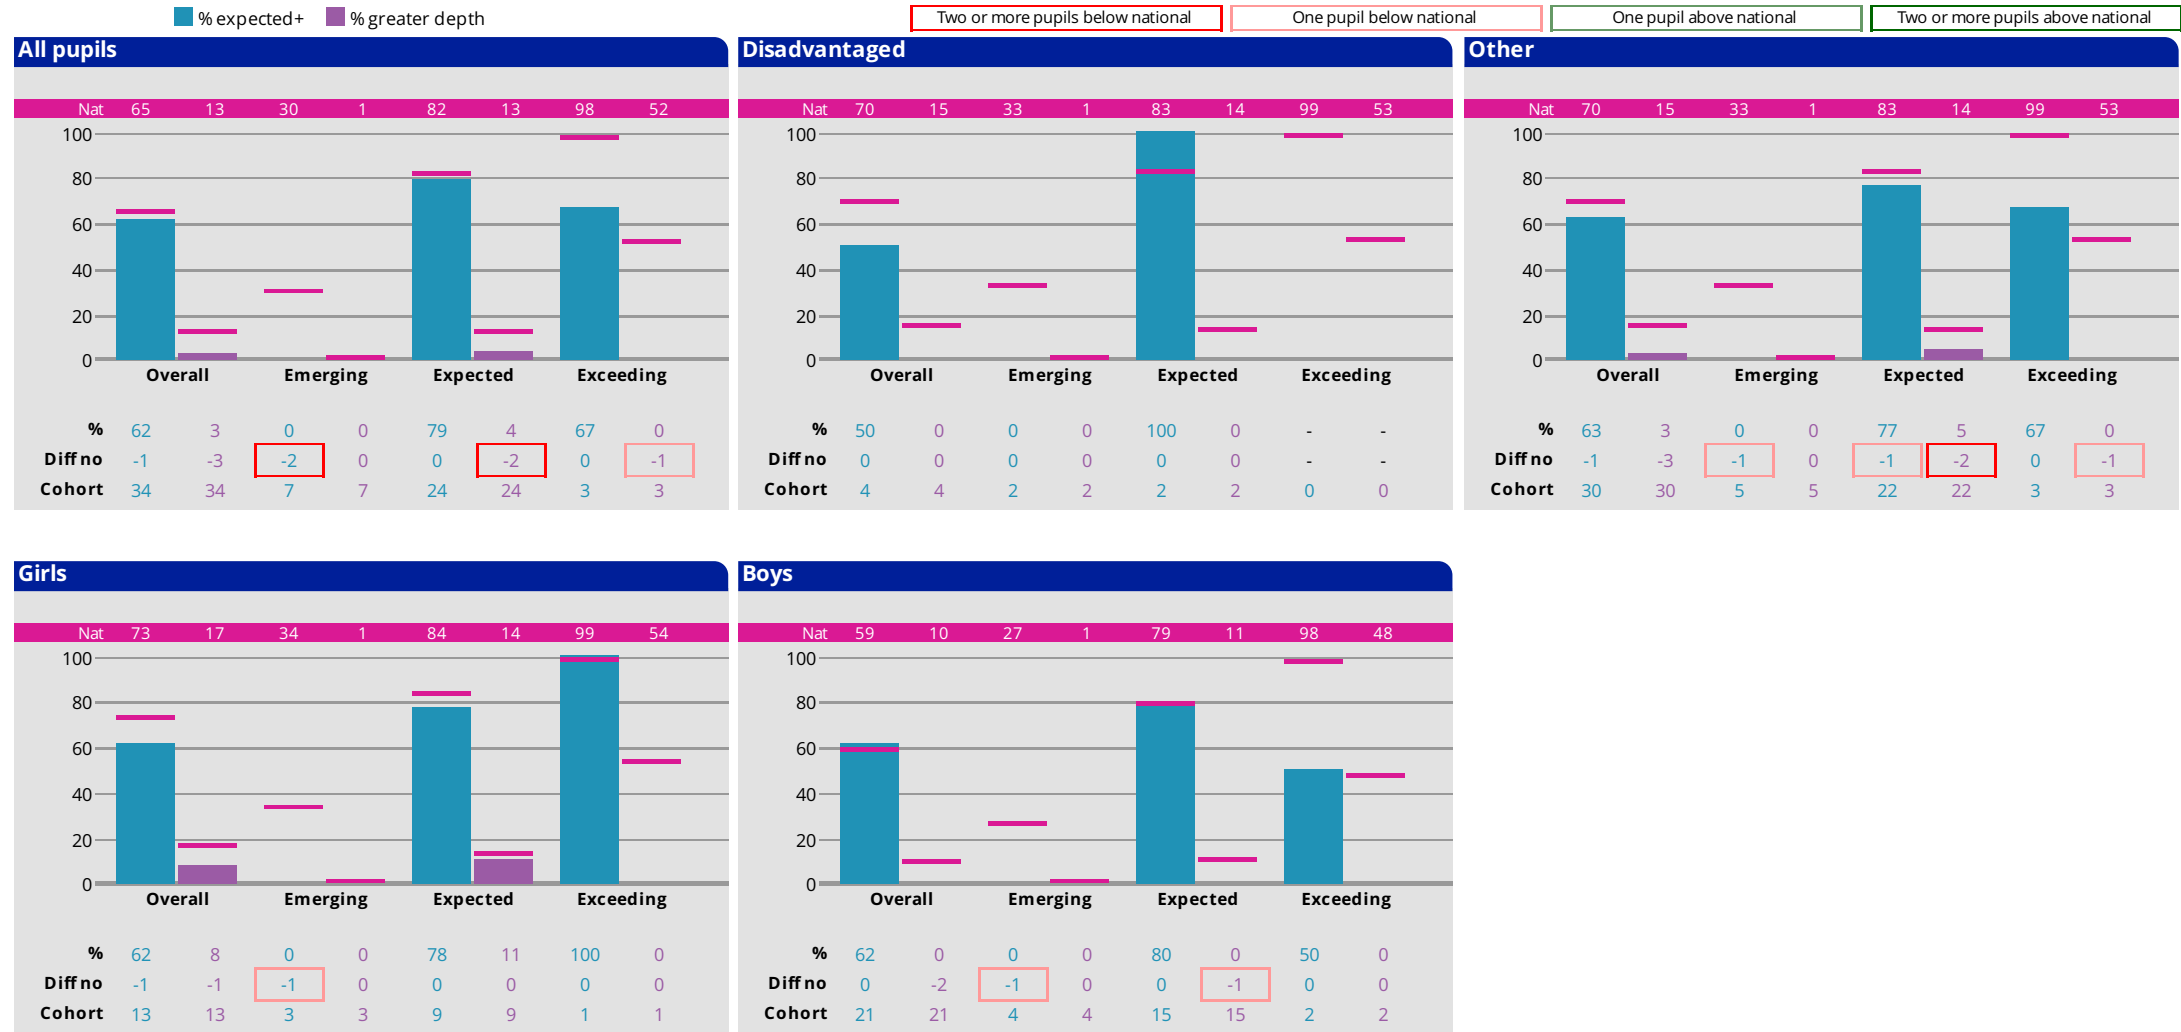 % expected+ % greater depth Two or more pupils below national One pupil below national One pupil above national Two or more pupils above national
All pupils
Nat 65 13 30 1 82 13 98 52
100
80
60
40
20
0
Overall Emerging Expected Exceeding
% 62 3 0 0 79 4 67 0
Diff no -1 -3 -2 0 0 -2 0 -1
Cohort 34 34 7 7 24 24 3 3
Disadvantaged
Nat 70 15 33 1 83 14 99 53
100
80
60
40
20
0
Overall Emerging Expected Exceeding
% 50 0 0 0 100 0 - -
Diff no 0 0 0 0 0 0 - -
Cohort 4 4 2 2 2 2 0 0
Other
Nat 70 15 33 1 83 14 99 53
100
80
60
40
20
0
Overall Emerging Expected Exceeding
% 63 3 0 0 77 5 67 0
Diff no -1 -3 -1 0 -1 -2 0 -1
Cohort 30 30 5 5 22 22 3 3
Girls
Nat 73 17 34 1 84 14 99 54
100
80
60
40
20
0
Overall Emerging Expected Exceeding
% 62 8 0 0 78 11 100 0
Diff no -1 -1 -1 0 0 0 0 0
Cohort 13 13 3 3 9 9 1 1
Boys
Nat 59 10 27 1 79 11 98 48
100
80
60
40
20
0
Overall Emerging Expected Exceeding
% 62 0 0 0 80 0 50 0
Diff no 0 -2 -1 0 0 -1 0 0
Cohort 21 21 4 4 15 15 2 2